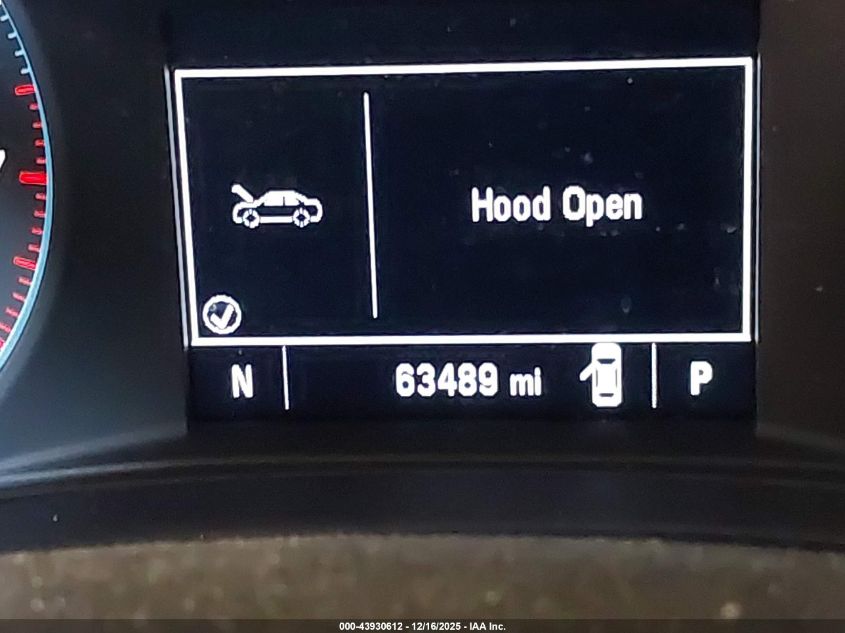 Hood Open
N 63489 mi P
000-43930612 - 12/16/2025 - IAA Inc.